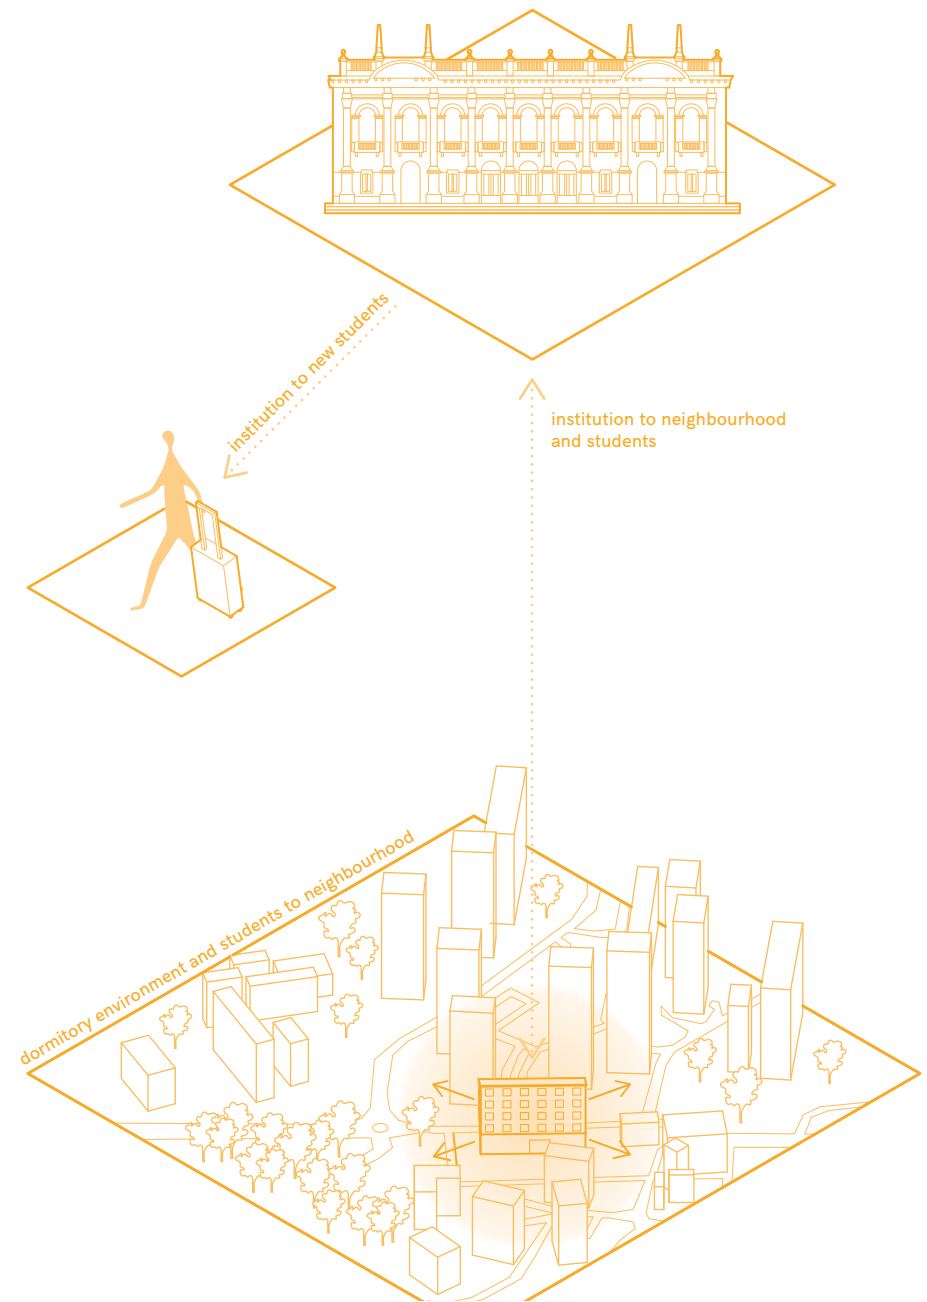 institution to new students
institution to neighbourhood
and students
dormitory environment and students to neighbourhood